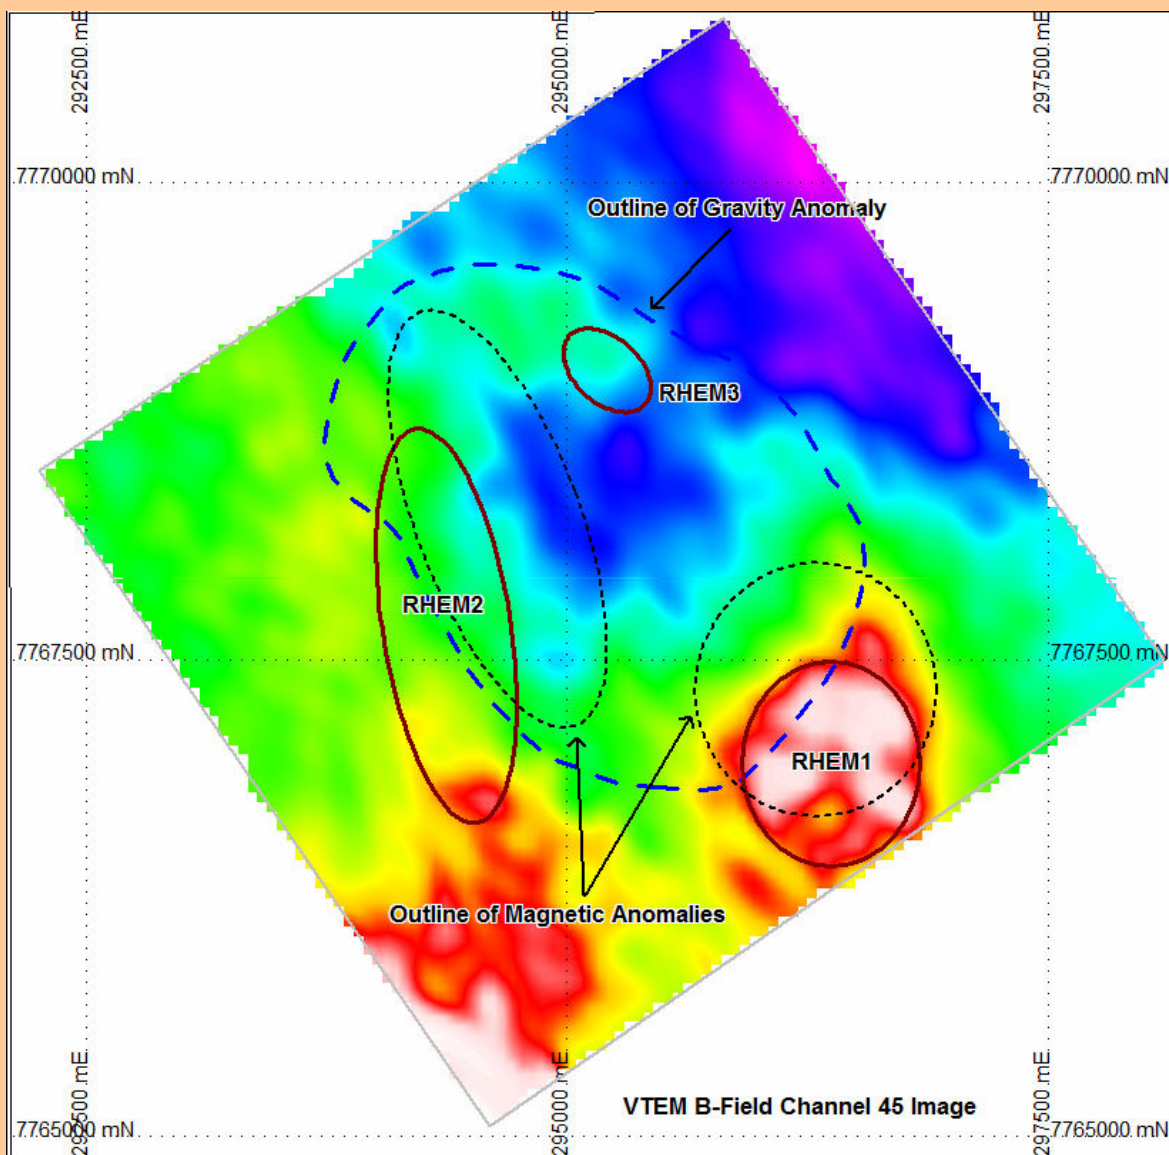 292500 mE
295000 mE
297500 mE
7770000 mN
7770000 mN
Outline of Gravity Anomaly
RHEM3
RHEM2
7767500 mN
7767500 mN
RHEM1
Outline of Magnetic Anomalies
292500 mE
295000 mE
297500 mE
VTEM B-Field Channel 45 Image
7765000 mN
7765000 mN